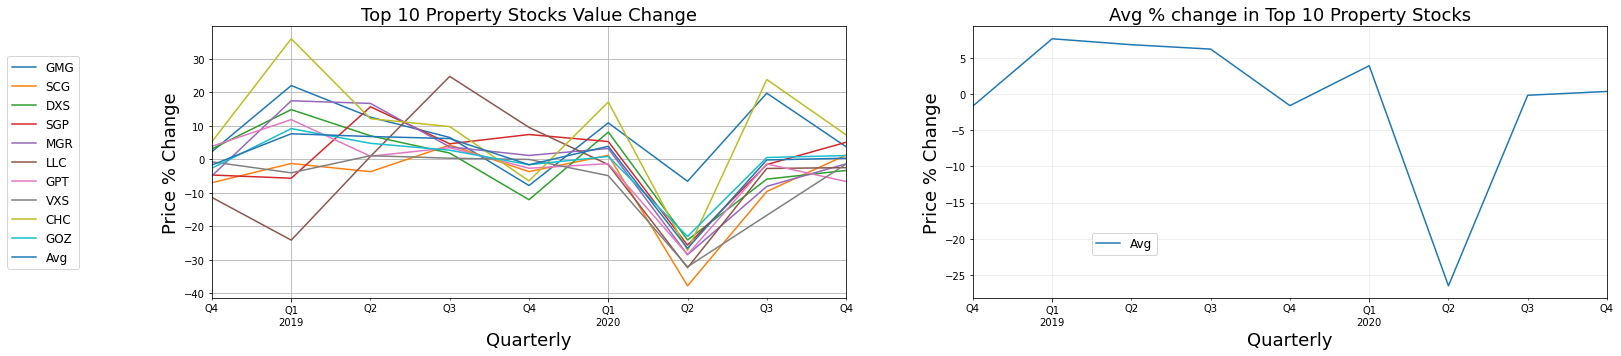 Top 10 Property Stocks Value Change
GMG
SCG
DXS
SGP
MGR
LLC
GPT
VXS
CHC
GOZ
Avg
Price % Change
30
20
10
0
−10
−20
−30
−40
Q4 Q1 Q2 Q3 Q4 Q1 Q2 Q3 Q4
2019 2020
Quarterly
Avg % change in Top 10 Property Stocks
Price % Change
5
0
−5
−10
−15
−20
−25
Avg
Q4 Q1 Q2 Q3 Q4 Q1 Q2 Q3 Q4
2019 2020
Quarterly